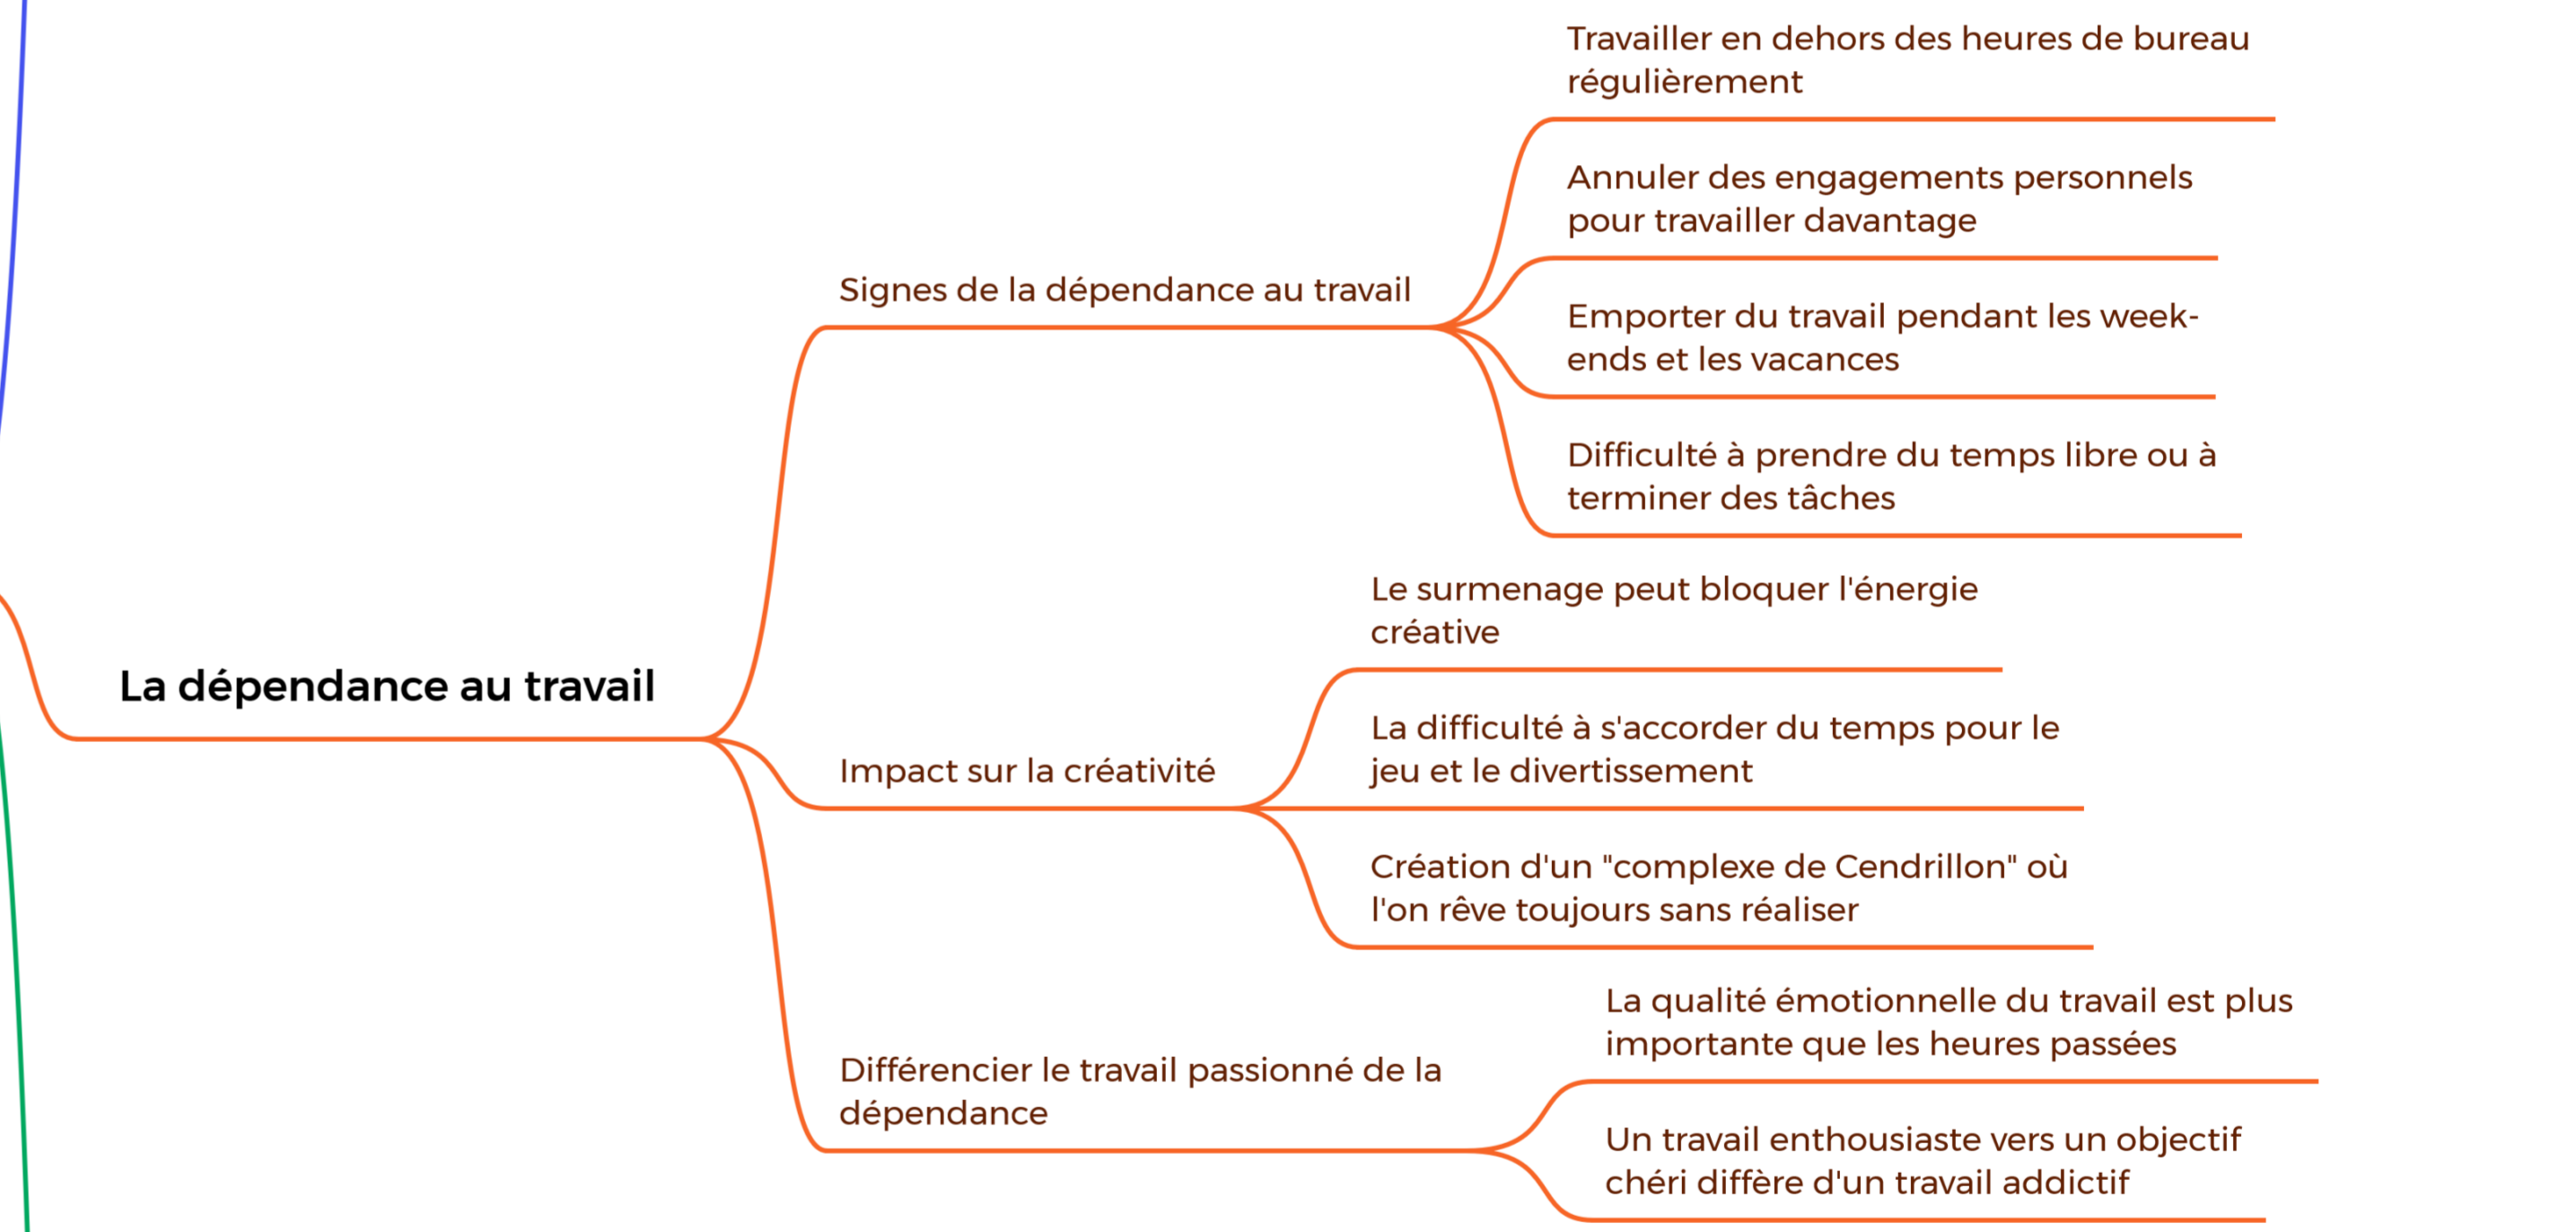 La dépendance au travail
Signes de la dépendance au travail
Travailler en dehors des heures de bureau
régulièrement
Annuler des engagements personnels
pour travailler davantage
Emporter du travail pendant les week-
ends et les vacances
Difficulté à prendre du temps libre ou à
terminer des tâches
Impact sur la créativité
Le surmenage peut bloquer l'énergie
créative
La difficulté à s'accorder du temps pour le
jeu et le divertissement
Création d'un "complexe de Cendrillon" où
l'on rêve toujours sans réaliser
Différencier le travail passionné de la
dépendance
La qualité émotionnelle du travail est plus
importante que les heures passées
Un travail enthousiaste vers un objectif
chéri diffère d'un travail addictif